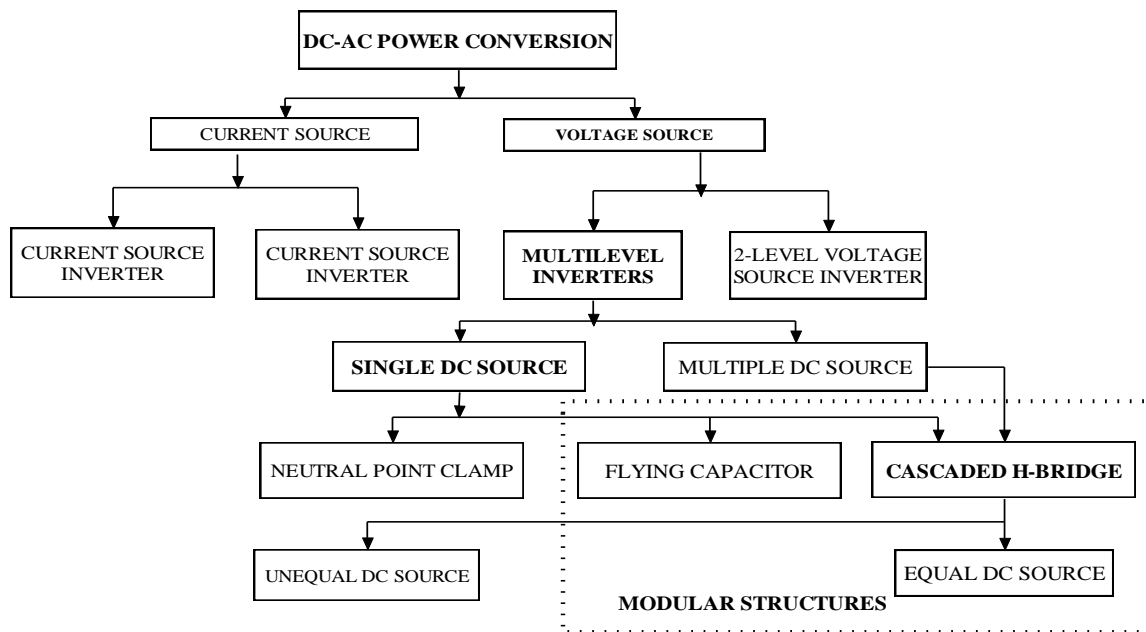 DC-AC POWER CONVERSION
CURRENT SOURCE
VOLTAGE SOURCE
CURRENT SOURCE
INVERTER
CURRENT SOURCE
INVERTER
MULTILEVEL
INVERTERS
2-LEVEL VOLTAGE
SOURCE INVERTER
SINGLE DC SOURCE
MULTIPLE DC SOURCE
NEUTRAL POINT CLAMP
FLYING CAPACITOR
CASCADED H-BRIDGE
UNEQUAL DC SOURCE
EQUAL DC SOURCE
MODULAR STRUCTURES